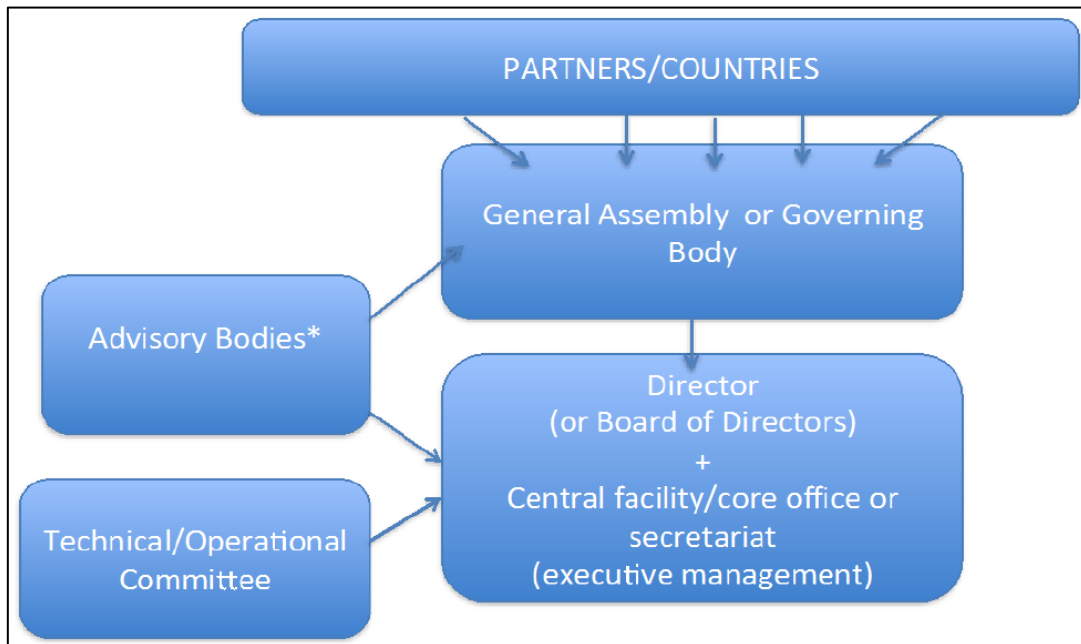 PARTNERS/COUNTRIES
General Assembly or Governing
Body
Advisory Bodies*
Director
(or Board of Directors)
+
Central facility/core office or
secretariat
(executive management)
Technical/Operational
Committee